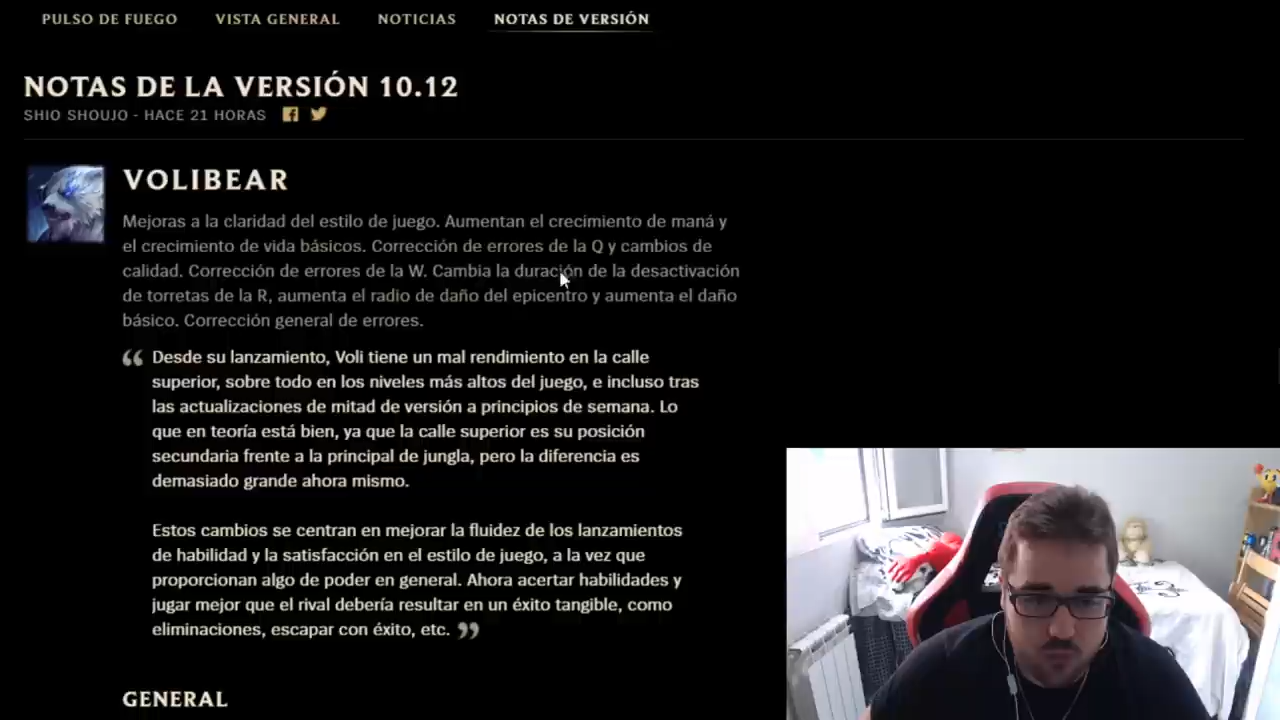 PULSO DE FUEGO VISTA GENERAL NOTICIAS NOTAS DE VERSIÓN
NOTAS DE LA VERSIÓN 10.12
SHIO SHOUJO - HACE 21 HORAS
VOLIBEAR
Mejoras a la claridad del estilo de juego. Aumentan el crecimiento de maná y
el crecimiento de vida básicos. Corrección de errores de la Q y cambios de
calidad. Corrección de errores de la W. Cambia la duración de la desactivación
de torretas de la R, aumenta el radio de daño del epicentro y aumenta el daño
básico. Corrección general de errores.
“ Desde su lanzamiento, Voli tiene un mal rendimiento en la calle
superior, sobre todo en los niveles más altos del juego, e incluso tras
las actualizaciones de mitad de versión a principios de semana. Lo
que en teoría está bien, ya que la calle superior es su posición
secundaria frente a la principal de jungla, pero la diferencia es
demasiado grande ahora mismo.
Estos cambios se centran en mejorar la fluidez de los lanzamientos
de habilidad y la satisfacción en el estilo de juego, a la vez que
proporcionan algo de poder en general. Ahora acertar habilidades y
jugar mejor que el rival debería resultar en un éxito tangible, como
eliminaciones, escapar con éxito, etc. ”
GENERAL